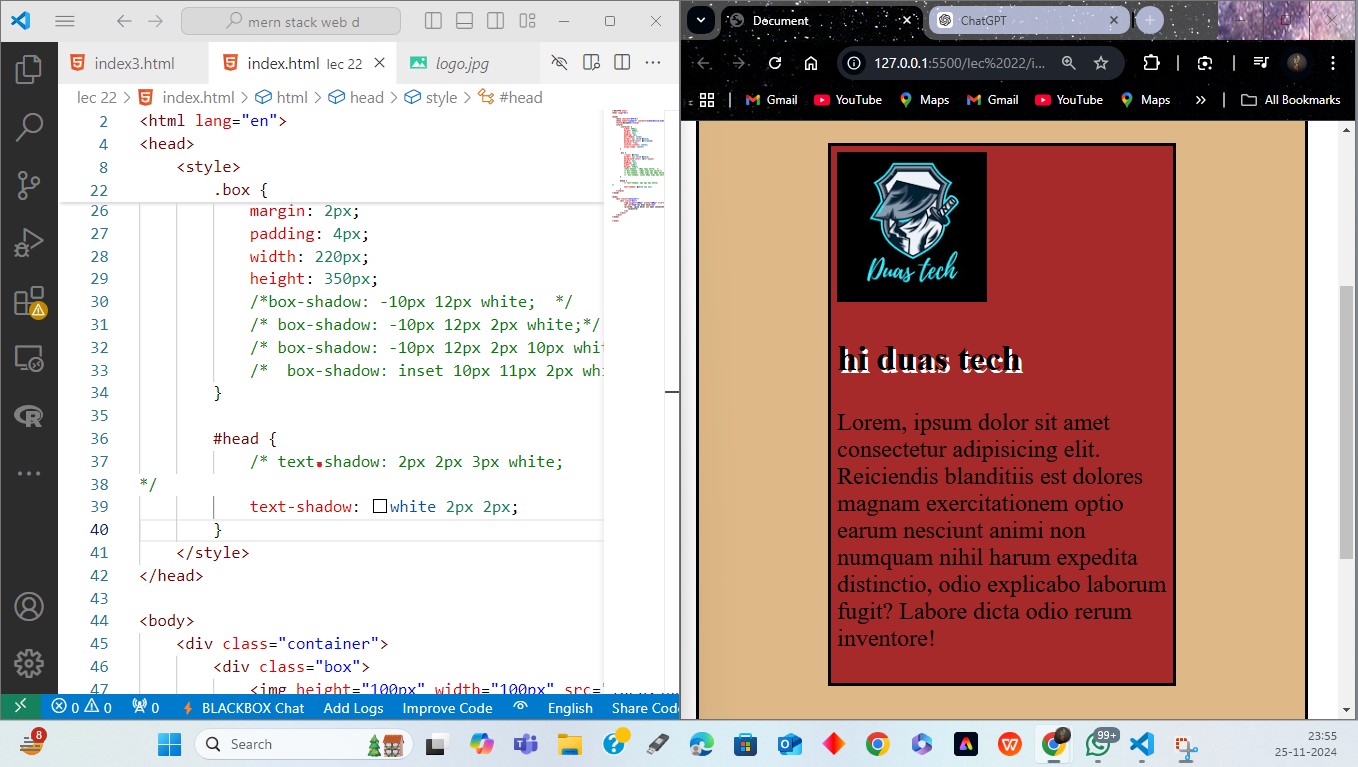 mern stack web d
index3.html
index.html lec 22
logo.jpg
lec 22 > index.html > html > head > style > #head
2 <html lang="en">
4 <head>
8 <style>
22 .box {
26 margin: 2px;
27 padding: 4px;
28 width: 220px;
29 height: 350px;
30 /*box-shadow: -10px 12px white;  */
31 /* box-shadow: -10px 12px 2px white;*/
32 /* box-shadow: -10px 12px 2px 10px whit
33 /*  box-shadow: inset 10px 11px 2px whi
34 }
35
36 #head {
37 /* text-shadow: 2px 2px 3px white;
38 */
39 text-shadow: white 2px 2px;
40 }
41 </style>
42 </head>
43
44 <body>
45 <div class="container">
46 <div class="box">
47 <img height="100px" width="100px" src="
0 0 0 BLACKBOX Chat Add Logs Improve Code English Share Code
Document
ChatGPT
127.0.0.1:5500/lec%2022/i...
Gmail YouTube Maps Gmail YouTube Maps » All Bookmarks
Duas tech
hi duas tech
Lorem, ipsum dolor sit amet
consectetur adipisicing elit.
Reiciendis blanditiis est dolores
magnam exercitationem optio
earum nesciunt animi non
numquam nihil harum expedita
distinctio, odio explicabo laborum
fugit? Labore dicta odio rerum
inventore!
8
Search
99+
23:55
25-11-2024